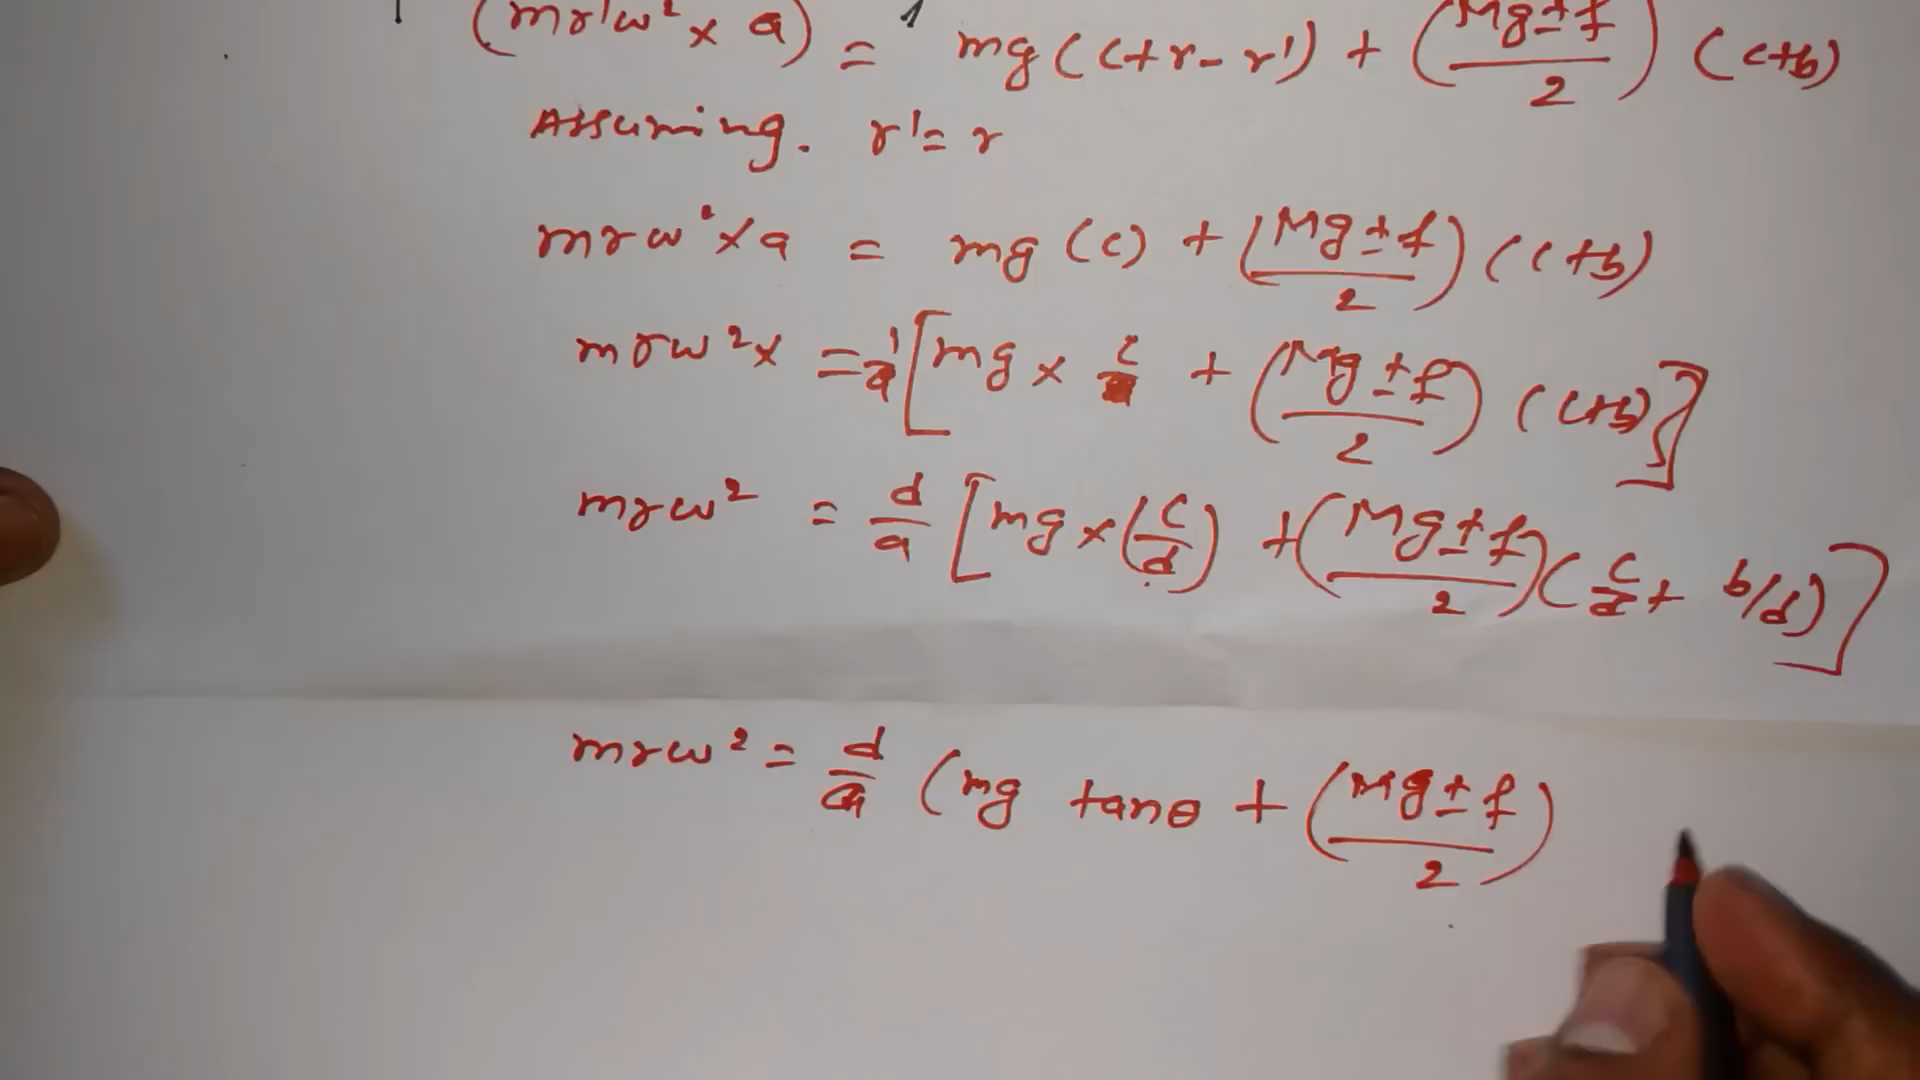 (mr'ω² × a) = mg(c+r-r') + (Mg±f/2) (c+b)
Assuming. r'= r
mrω² × a = mg (c) + (Mg±f/2) (c+b)
mrω² × = 1/a [mg × c + (Mg±f/2) (c+b)]
mrω² = d/a [mg × (c/d) + (Mg±f/2) (c/d + b/d)]
mrω² = d/a (mg tanθ + (Mg±f/2)